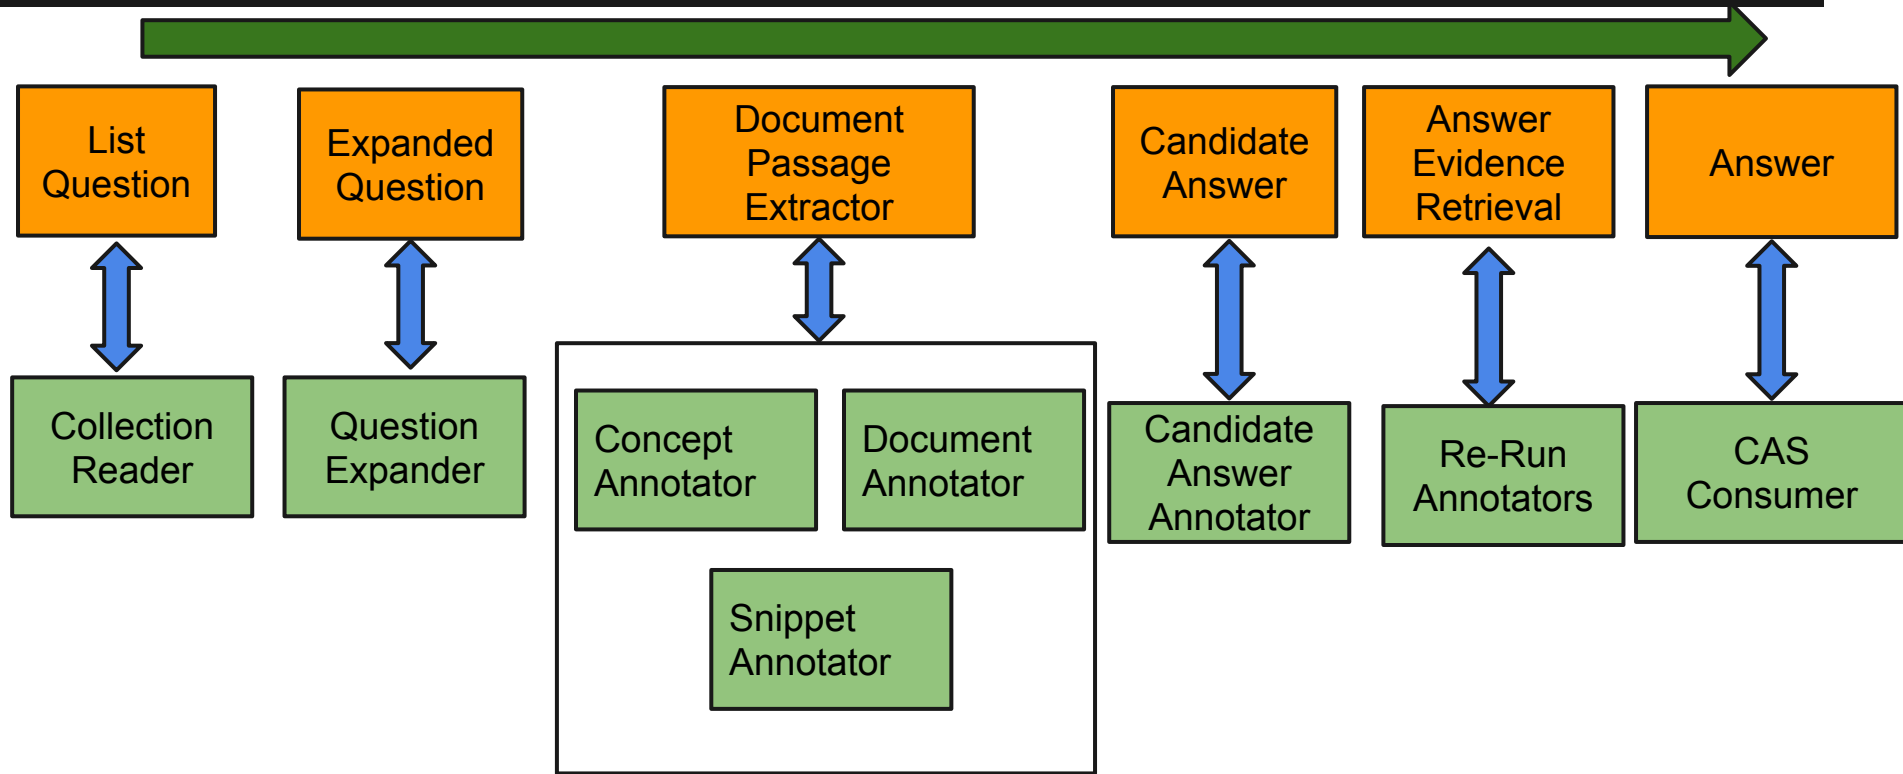 List
Question
Expanded
Question
Document
Passage
Extractor
Candidate
Answer
Answer
Evidence
Retrieval
Answer
Collection
Reader
Question
Expander
Concept
Annotator
Document
Annotator
Snippet
Annotator
Candidate
Answer
Annotator
Re-Run
Annotators
CAS
Consumer